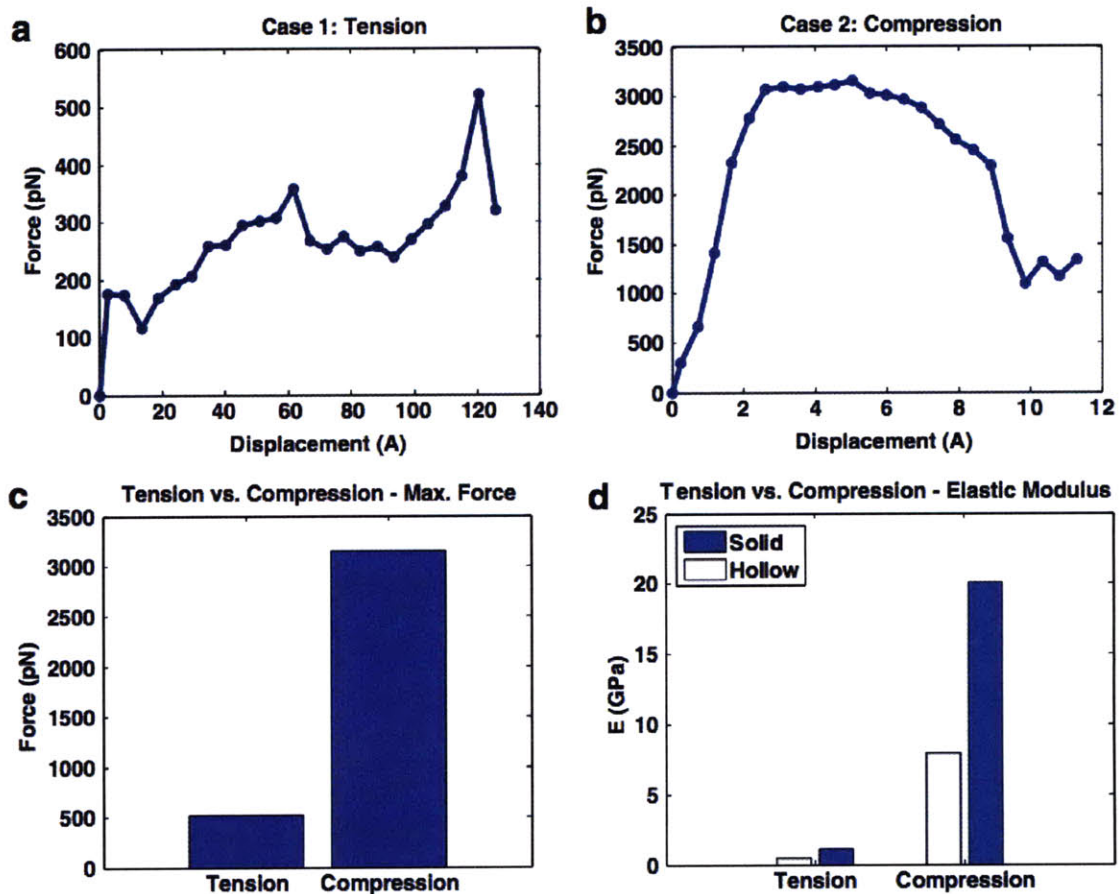 a
Case 1: Tension
600
500
400
300
200
100
0
Force (pN)
0 20 40 60 80 100 120 140
Displacement (A)
b
Case 2: Compression
3500
3000
2500
2000
1500
1000
500
0
Force (pN)
0 2 4 6 8 10 12
Displacement (A)
c
Tension vs. Compression - Max. Force
3500
3000
2500
2000
1500
1000
500
0
Force (pN)
Tension Compression
d
Tension vs. Compression - Elastic Modulus
25
20
15
10
5
0
E (GPa)
Solid
Hollow
Tension Compression